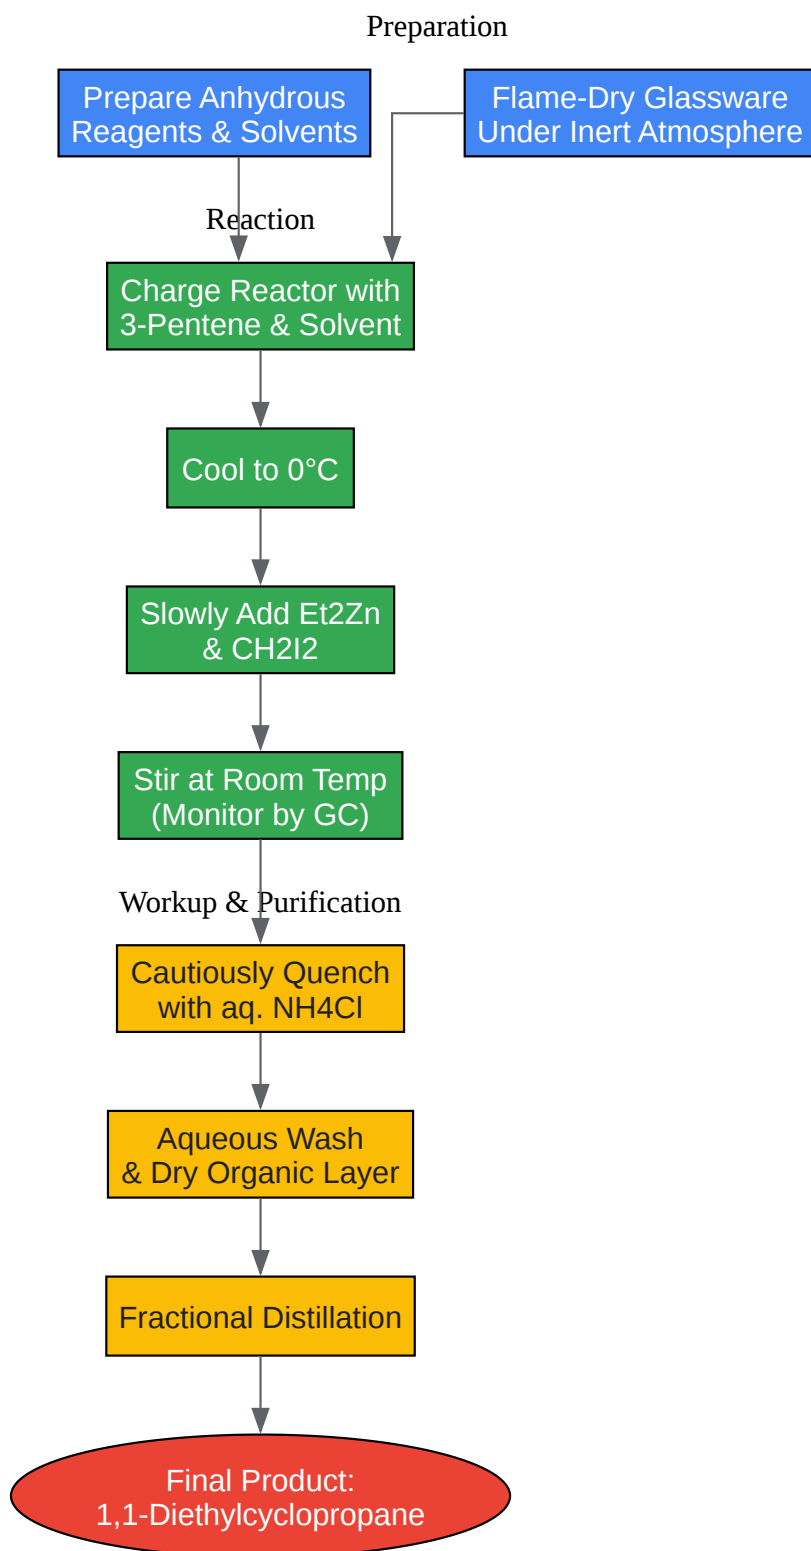 Preparation
Prepare Anhydrous
Reagents & Solvents
Flame-Dry Glassware
Under Inert Atmosphere
Reaction
Charge Reactor with
3-Pentene & Solvent
Cool to 0°C
Slowly Add Et2Zn
& CH2I2
Stir at Room Temp
(Monitor by GC)
Workup & Purification
Cautiously Quench
with aq. NH4Cl
Aqueous Wash
& Dry Organic Layer
Fractional Distillation
Final Product:
1,1-Diethylcyclopropane